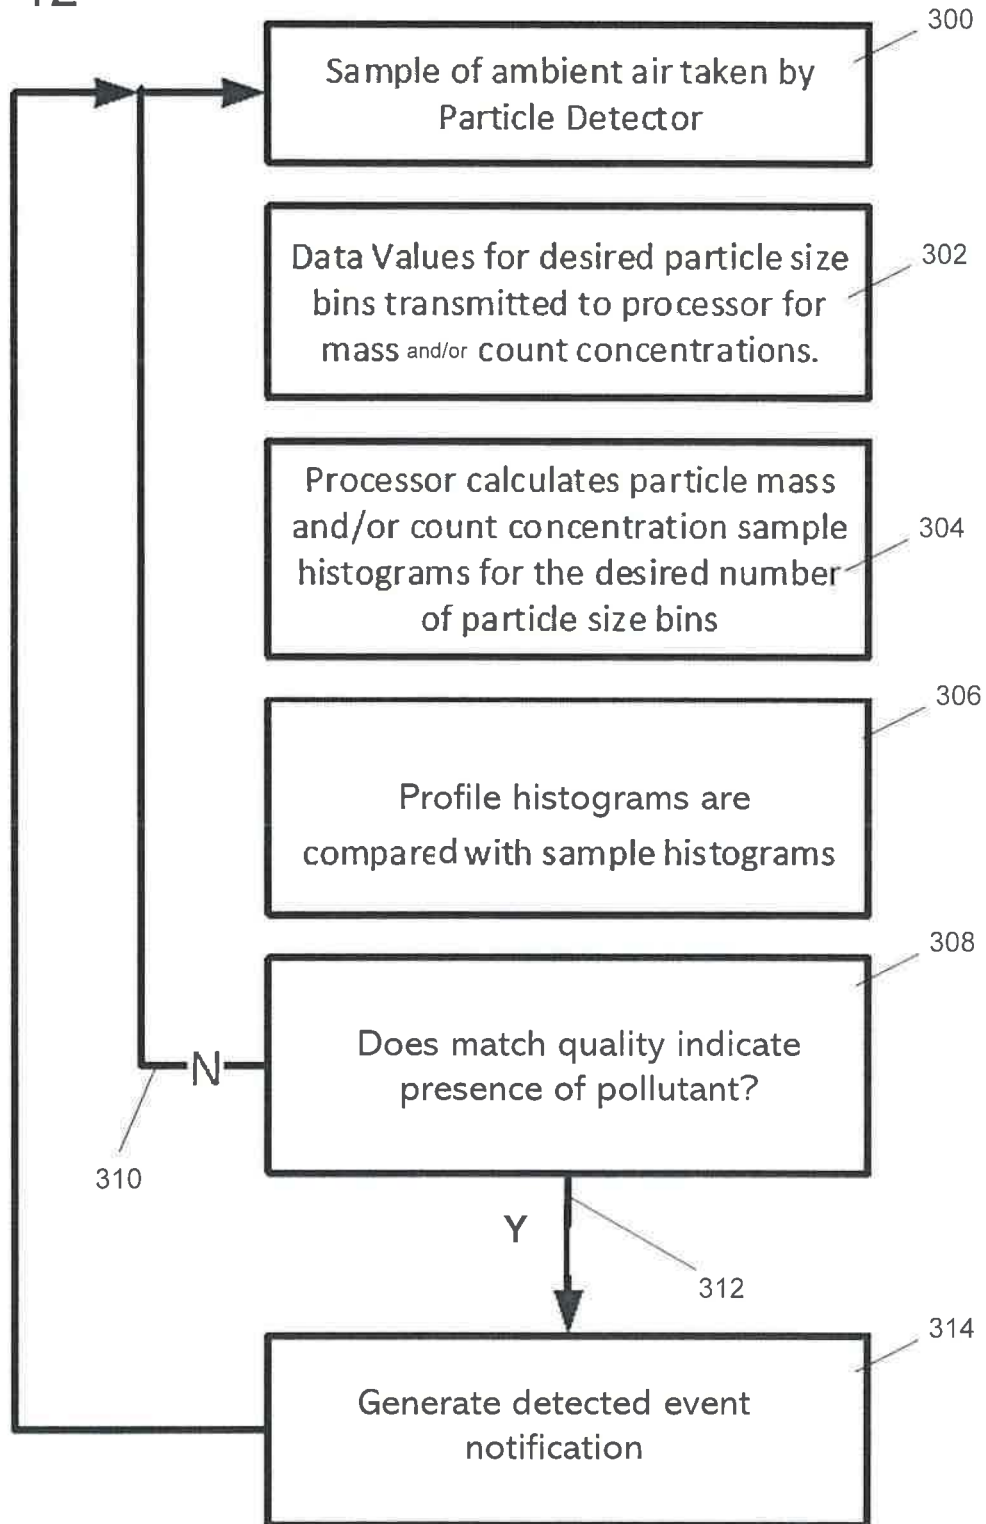 300
Sample of ambient air taken by
Particle Detector
302
Data Values for desired particle size
bins transmitted to processor for
mass and/or count concentrations.
304
Processor calculates particle mass
and/or count concentration sample
histograms for the desired number
of particle size bins
306
Profile histograms are
compared with sample histograms
308
Does match quality indicate
presence of pollutant?
N
310
Y
312
314
Generate detected event
notification